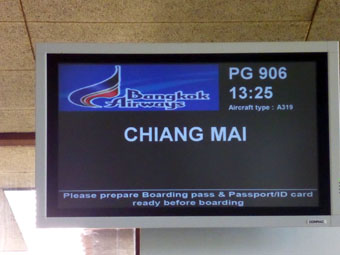 Bangkok
Airways
PG 906
13:25
Aircraft type : A319
CHIANG MAI
Please prepare Boarding pass & Passport/ID card
ready before boarding